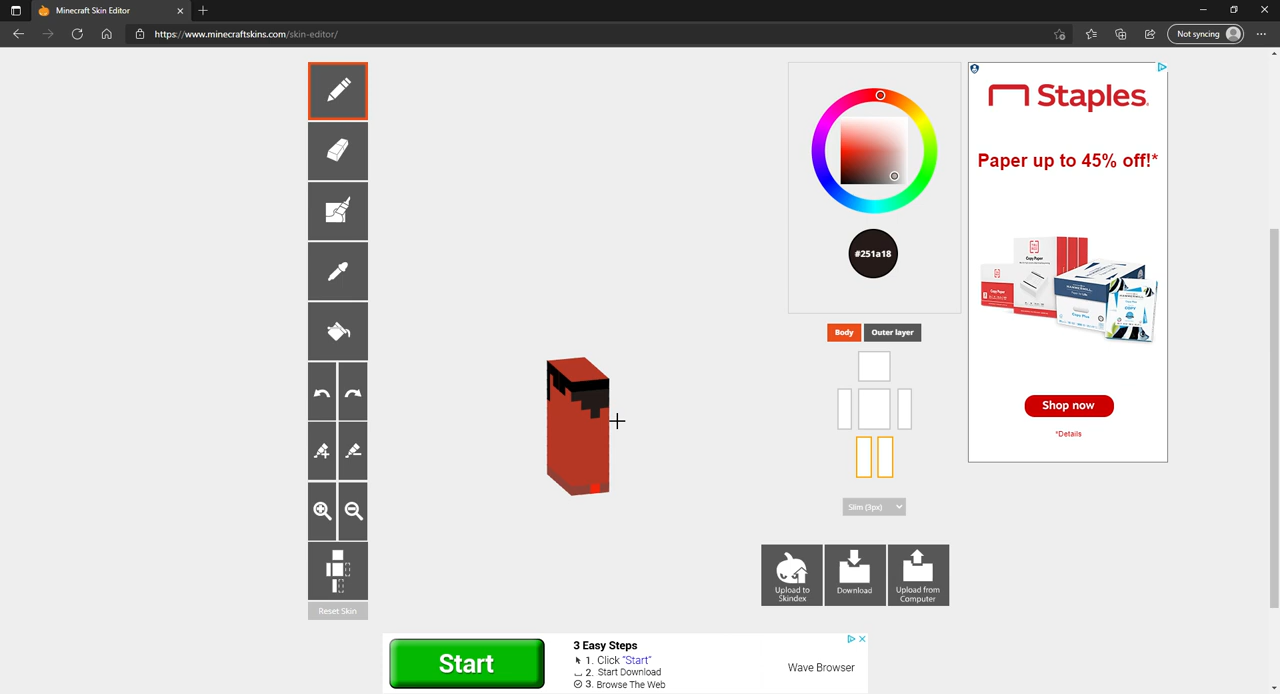 Minecraft Skin Editor
https://www.minecraftskins.com/skin-editor/
Not syncing
#251a18
Body
Outer layer
Slim (3px)
Upload to
Skindex
Download
Upload from
Computer
Reset Skin
Staples.
Paper up to 45% off!*
Copy Paper
Shop now
*Details
Start
3 Easy Steps
1. Click "Start"
2. Start Download
3. Browse The Web
Wave Browser